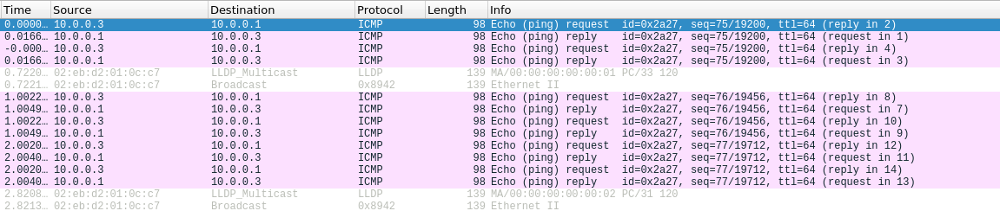 Time Source Destination Protocol Length Info
0.0000… 10.0.0.3 10.0.0.1 ICMP 98 Echo (ping) request id=0x2a27, seq=75/19200, ttl=64 (reply in 2)
0.0166… 10.0.0.1 10.0.0.3 ICMP 98 Echo (ping) reply id=0x2a27, seq=75/19200, ttl=64 (request in 1)
-0.000… 10.0.0.3 10.0.0.1 ICMP 98 Echo (ping) request id=0x2a27, seq=75/19200, ttl=64 (reply in 4)
0.0166… 10.0.0.1 10.0.0.3 ICMP 98 Echo (ping) reply id=0x2a27, seq=75/19200, ttl=64 (request in 3)
0.7220… 02:eb:d2:01:0c:c7 LLDP_Multicast LLDP 139 MA/00:00:00:00:00:01 PC/33 120
0.7221… 02:eb:d2:01:0c:c7 Broadcast 0x8942 139 Ethernet II
1.0022… 10.0.0.3 10.0.0.1 ICMP 98 Echo (ping) request id=0x2a27, seq=76/19456, ttl=64 (reply in 8)
1.0049… 10.0.0.1 10.0.0.3 ICMP 98 Echo (ping) reply id=0x2a27, seq=76/19456, ttl=64 (request in 7)
1.0022… 10.0.0.3 10.0.0.1 ICMP 98 Echo (ping) request id=0x2a27, seq=76/19456, ttl=64 (reply in 10)
1.0049… 10.0.0.1 10.0.0.3 ICMP 98 Echo (ping) reply id=0x2a27, seq=76/19456, ttl=64 (request in 9)
2.0020… 10.0.0.3 10.0.0.1 ICMP 98 Echo (ping) request id=0x2a27, seq=77/19712, ttl=64 (reply in 12)
2.0040… 10.0.0.1 10.0.0.3 ICMP 98 Echo (ping) reply id=0x2a27, seq=77/19712, ttl=64 (request in 11)
2.0020… 10.0.0.3 10.0.0.1 ICMP 98 Echo (ping) request id=0x2a27, seq=77/19712, ttl=64 (reply in 14)
2.0040… 10.0.0.1 10.0.0.3 ICMP 98 Echo (ping) reply id=0x2a27, seq=77/19712, ttl=64 (request in 13)
2.8208… 02:eb:d2:01:0c:c7 LLDP_Multicast LLDP 139 MA/00:00:00:00:00:02 PC/31 120
2.8213… 02:eb:d2:01:0c:c7 Broadcast 0x8942 139 Ethernet II